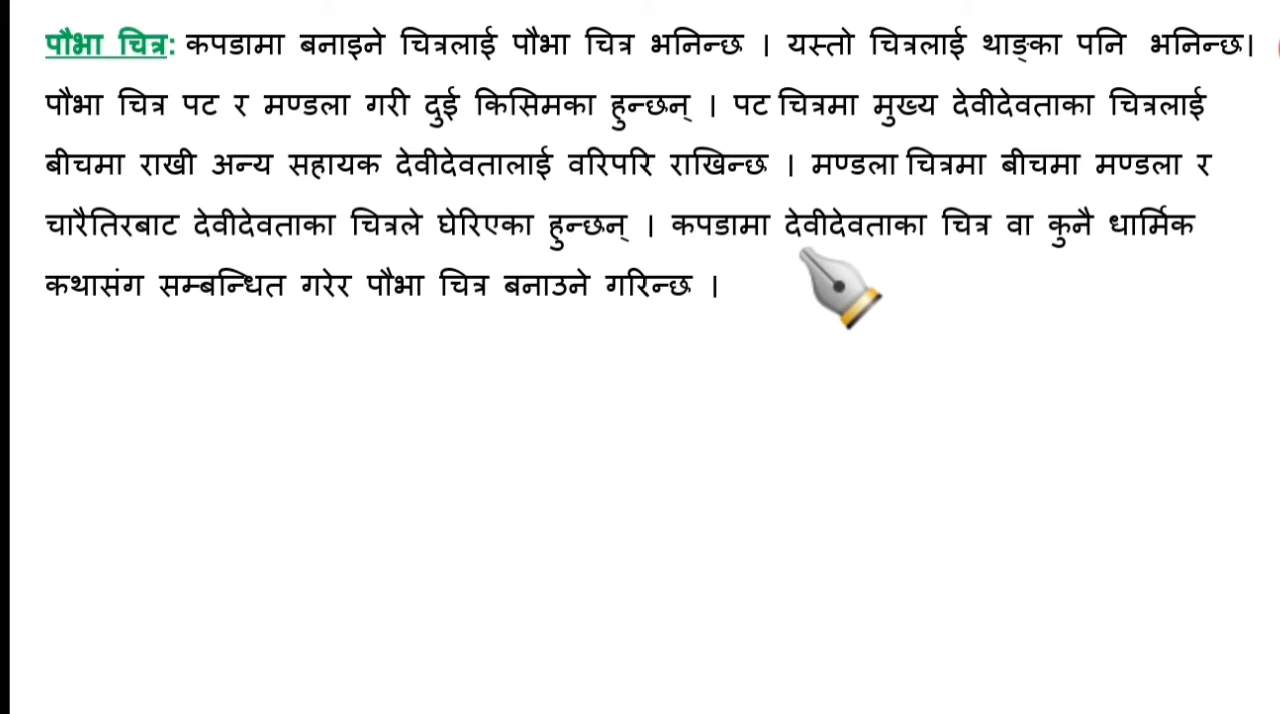 पौभा चित्र: कपडामा बनाइने चित्रलाई पौभा चित्र भनिन्छ । यस्तो चित्रलाई थाङ्का पनि भनिन्छ।
पौभा चित्र पट र मण्डला गरी दुई किसिमका हुन्छन् । पट चित्रमा मुख्य देवीदेवताका चित्रलाई
बीचमा राखी अन्य सहायक देवीदेवतालाई वरिपरि राखिन्छ । मण्डला चित्रमा बीचमा मण्डला र
चारैतिरबाट देवीदेवताका चित्रले घेरिएका हुन्छन् । कपडामा देवीदेवताका चित्र वा कुनै धार्मिक
कथासंग सम्बन्धित गरेर पौभा चित्र बनाउने गरिन्छ ।